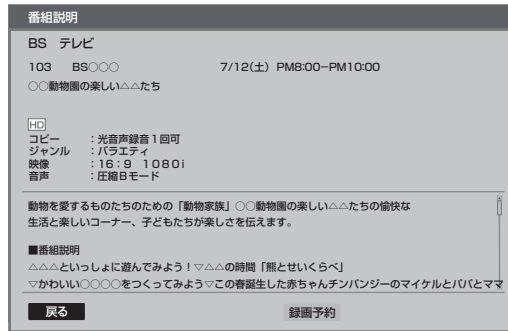 番組説明
BS テレビ
103 BS○○○ 7/12(土) PM8:00−PM10:00
○○動物園の楽しい△△たち
HD
コピー ：光音声録音1回可
ジャンル ：バラエティ
映像 ：16：9 1080i
音声 ：圧縮Bモード
動物を愛するものたちのための「動物家族」○○動物園の楽しい△△たちの愉快な
生活と楽しいコーナー、子どもたちが楽しさを伝えます。
■番組説明
△△△といっしょに遊んでみよう！▽△△の時間「熊とせいくらべ」
▽かわいい○○○○をつくってみよう▽この春誕生した赤ちゃんチンパンジーのマイケルとパパとママ
戻る 録画予約